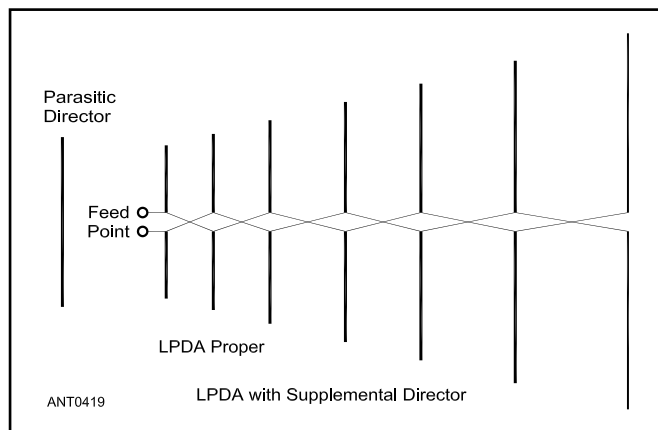 Parasitic
Director
Feed
Point
LPDA Proper
LPDA with Supplemental Director
ANT0419